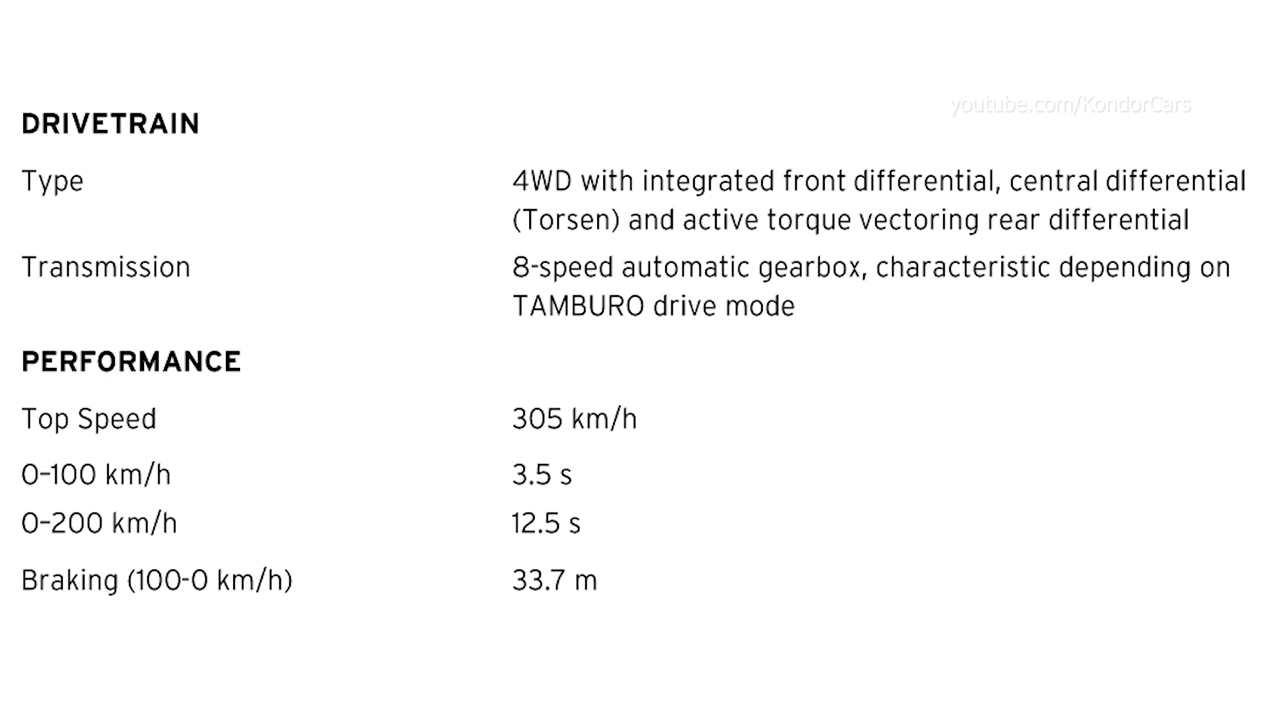 youtube.com/KondorCars
DRIVETRAIN
Type
4WD with integrated front differential, central differential
(Torsen) and active torque vectoring rear differential
Transmission
8-speed automatic gearbox, characteristic depending on
TAMBURO drive mode
PERFORMANCE
Top Speed
305 km/h
0–100 km/h
3.5 s
0–200 km/h
12.5 s
Braking (100-0 km/h)
33.7 m